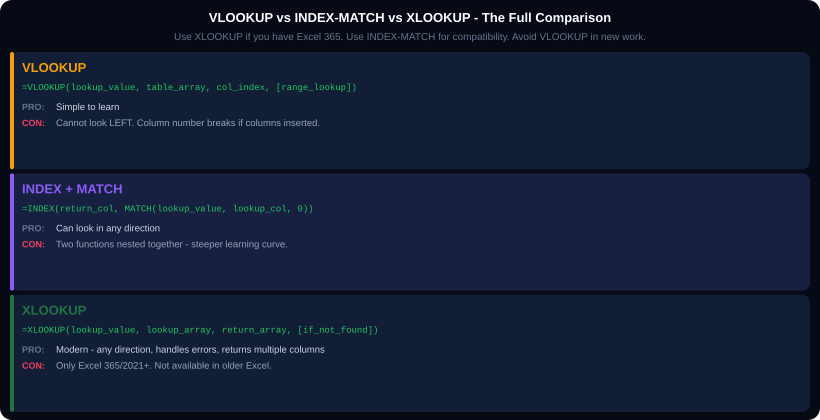 VLOOKUP vs INDEX-MATCH vs XLOOKUP - The Full Comparison
Use XLOOKUP if you have Excel 365. Use INDEX-MATCH for compatibility. Avoid VLOOKUP in new work.
VLOOKUP
=VLOOKUP(lookup_value, table_array, col_index, [range_lookup])
PRO: Simple to learn
CON: Cannot look LEFT. Column number breaks if columns inserted.
INDEX + MATCH
=INDEX(return_col, MATCH(lookup_value, lookup_col, 0))
PRO: Can look in any direction
CON: Two functions nested together - steeper learning curve.
XLOOKUP
=XLOOKUP(lookup_value, lookup_array, return_array, [if_not_found])
PRO: Modern - any direction, handles errors, returns multiple columns
CON: Only Excel 365/2021+. Not available in older Excel.